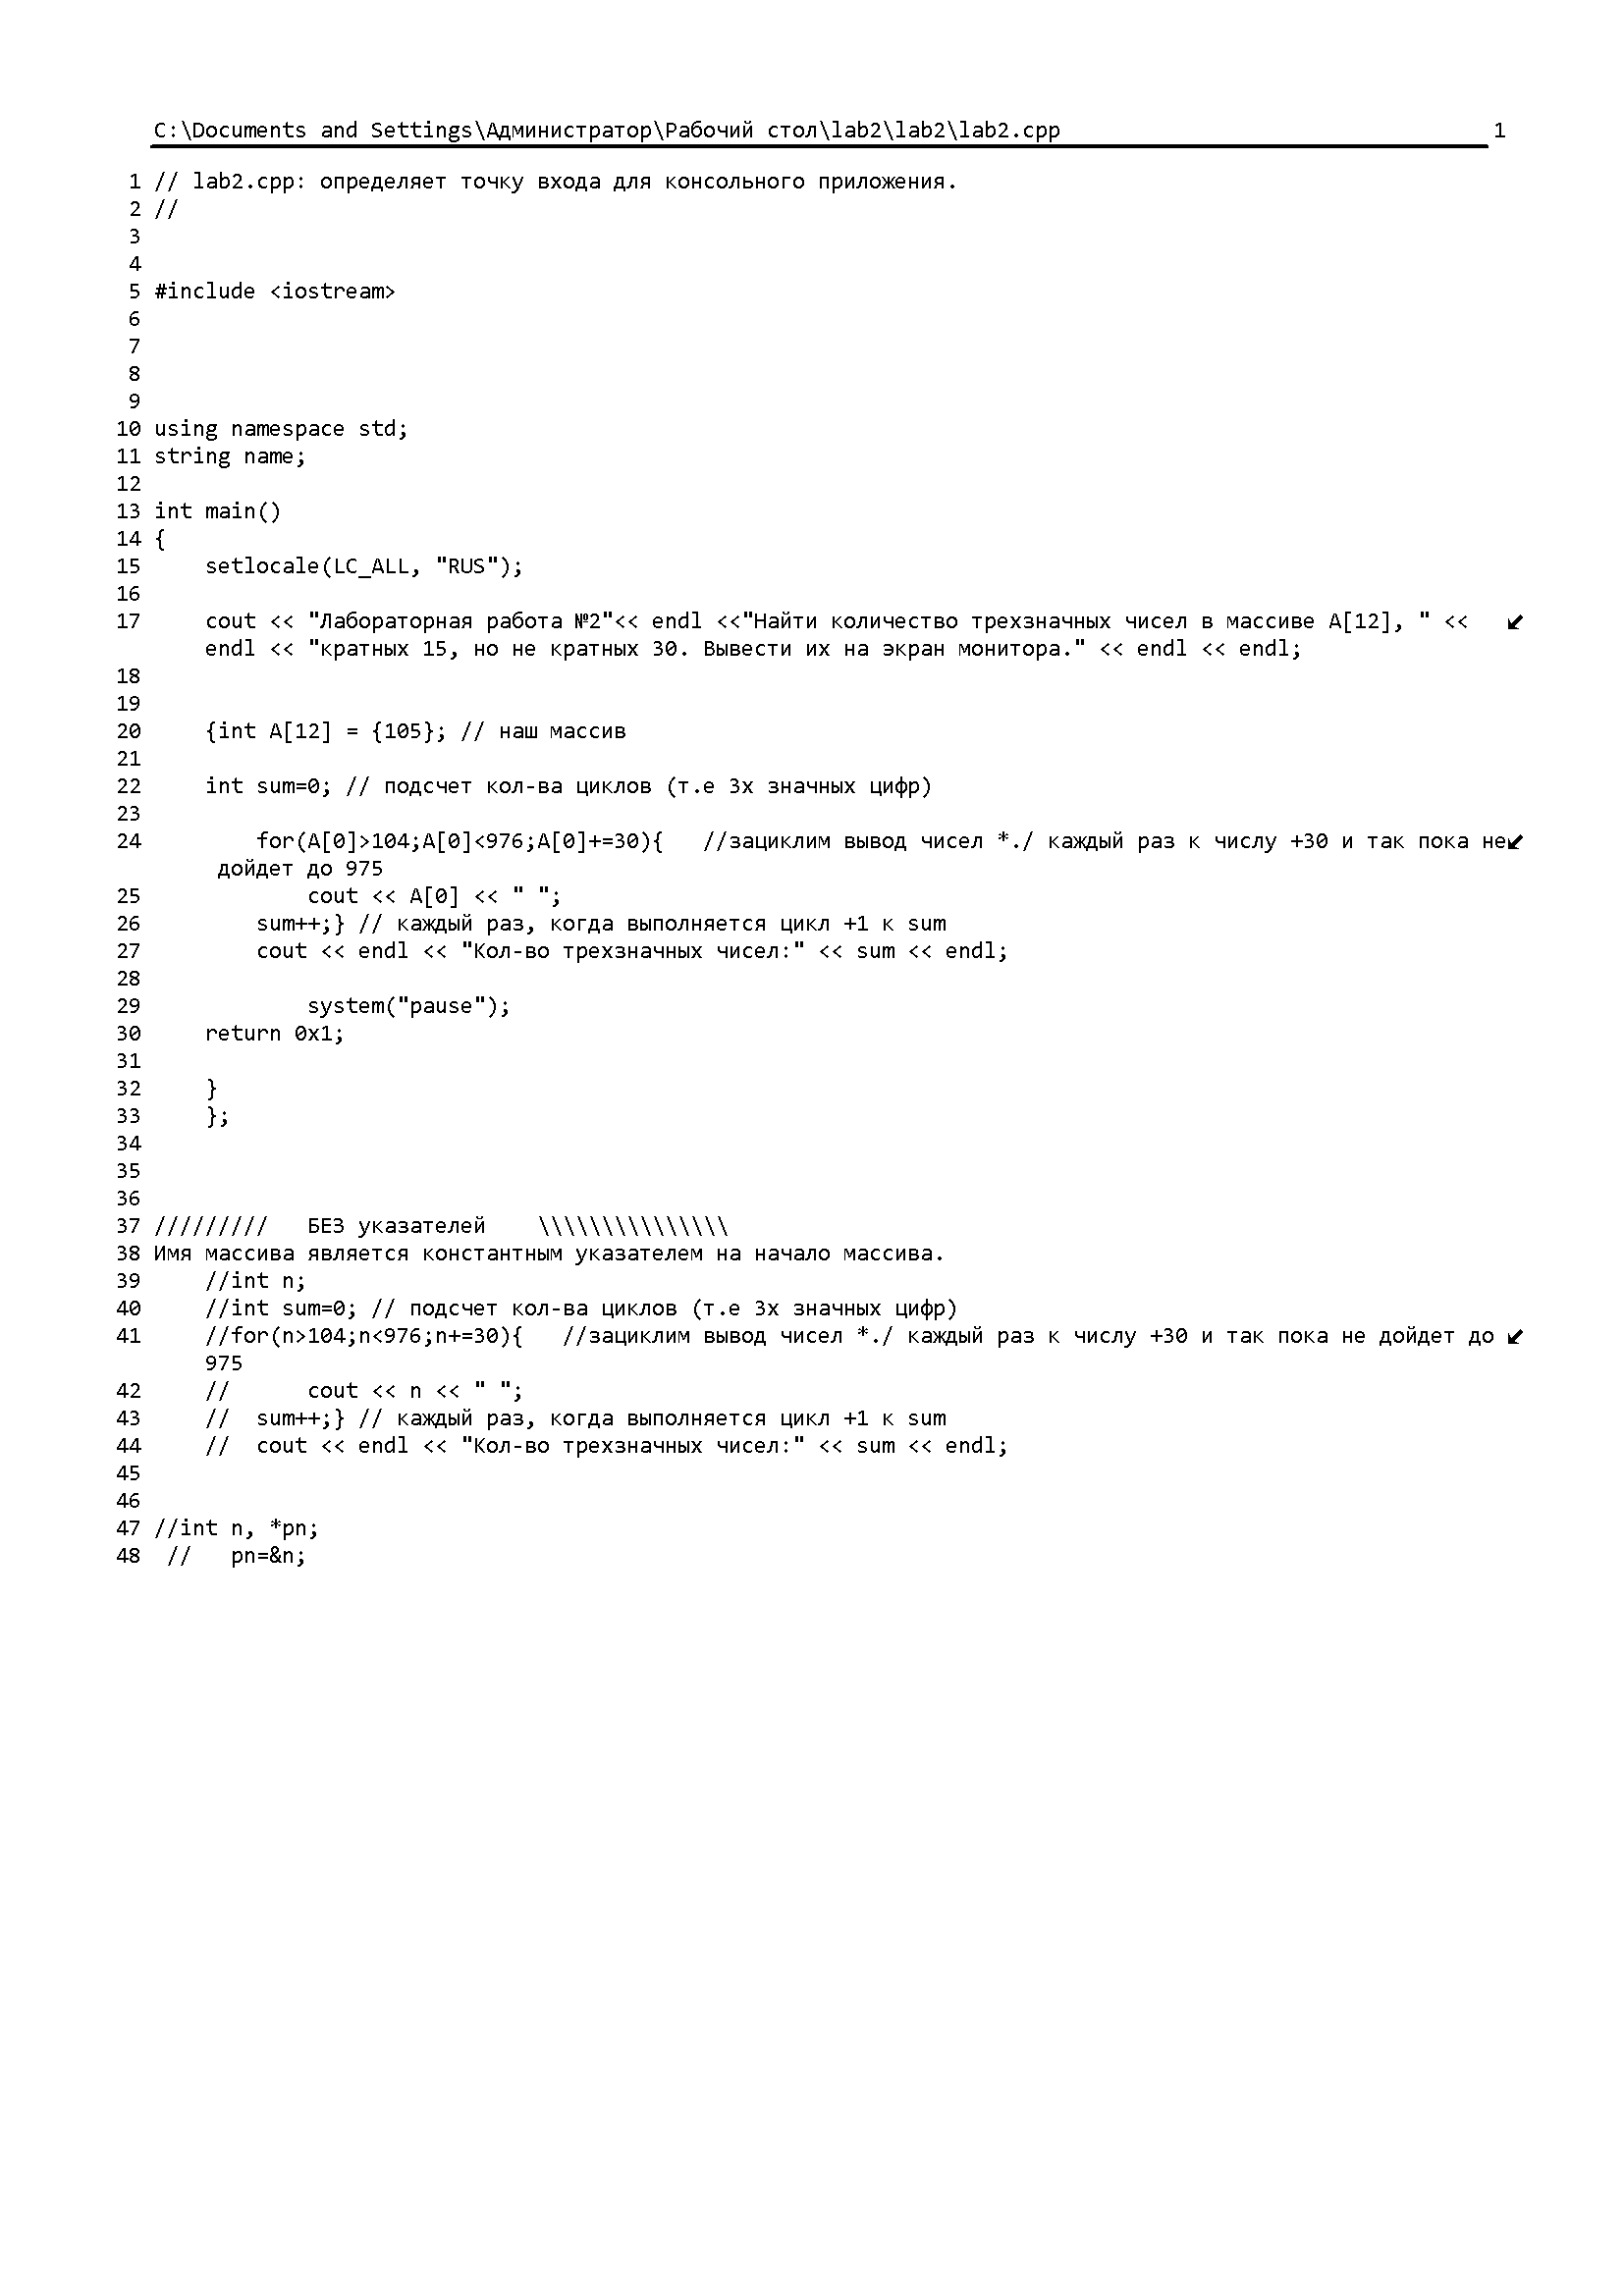 C:\Documents and Settings\Администратор\Рабочий стол\lab2\lab2\lab2.cpp 1
1 // lab2.cpp: определяет точку входа для консольного приложения.
2 //
3
4
5 #include <iostream>
6
7
8
9
10 using namespace std;
11 string name;
12
13 int main()
14 {
15     setlocale(LC_ALL, "RUS");
16
17     cout << "Лабораторная работа №2"<< endl <<"Найти количество трехзначных чисел в массиве A[12], " << ↙
       endl << "кратных 15, но не кратных 30. Вывести их на экран монитора." << endl << endl;
18
19
20     {int A[12] = {105}; // наш массив
21
22     int sum=0; // подсчет кол-ва циклов (т.е 3х значных цифр)
23
24         for(A[0]>104;A[0]<976;A[0]+=30){   //зациклим вывод чисел *./ каждый раз к числу +30 и так пока не↙
        дойдет до 975
25             cout << A[0] << " ";
26         sum++;} // каждый раз, когда выполняется цикл +1 к sum
27         cout << endl << "Кол-во трехзначных чисел:" << sum << endl;
28
29             system("pause");
30     return 0x1;
31
32     }
33     };
34
35
36
37 /////////   БЕЗ указателей    \\\\\\\\\\\\\\\
38 Имя массива является константным указателем на начало массива.
39     //int n;
40     //int sum=0; // подсчет кол-ва циклов (т.е 3х значных цифр)
41     //for(n>104;n<976;n+=30){   //зациклим вывод чисел *./ каждый раз к числу +30 и так пока не дойдет до ↙
       975
42     //      cout << n << " ";
43     //  sum++;} // каждый раз, когда выполняется цикл +1 к sum
44     //  cout << endl << "Кол-во трехзначных чисел:" << sum << endl;
45
46
47 //int n, *pn;
48  //   pn=&n;